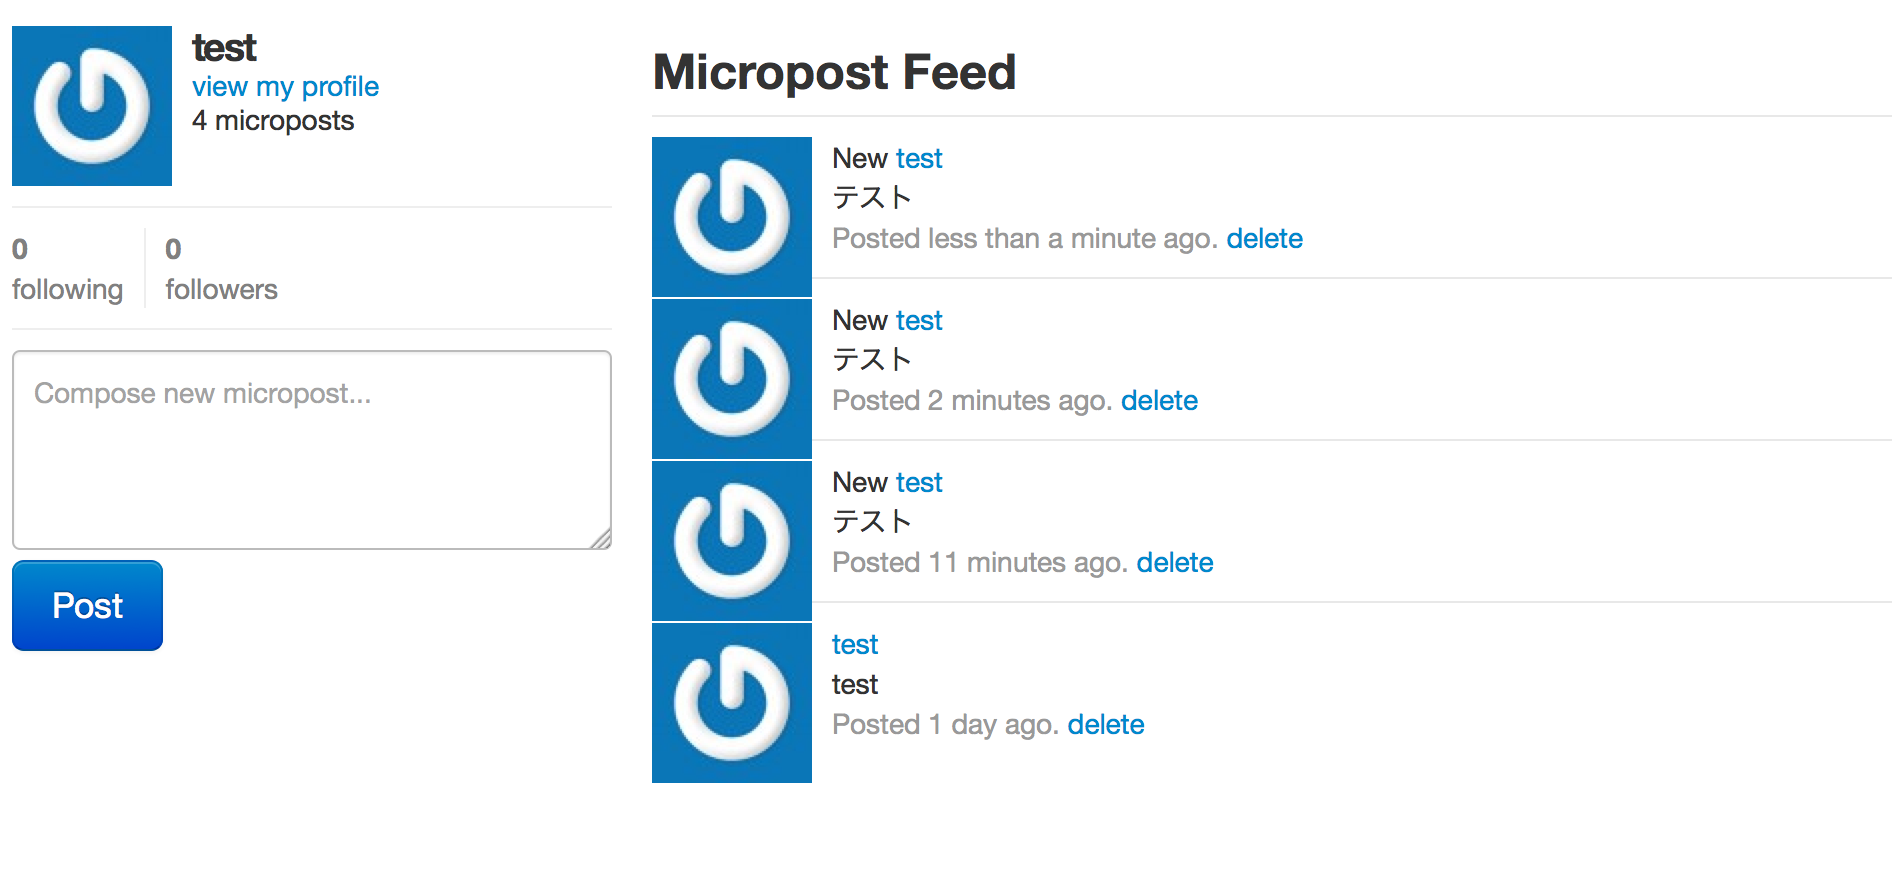 test
view my profile
4 microposts
0
following
0
followers
Compose new micropost...
Post
Micropost Feed
New test
テスト
Posted less than a minute ago. delete
New test
テスト
Posted 2 minutes ago. delete
New test
テスト
Posted 11 minutes ago. delete
test
test
Posted 1 day ago. delete